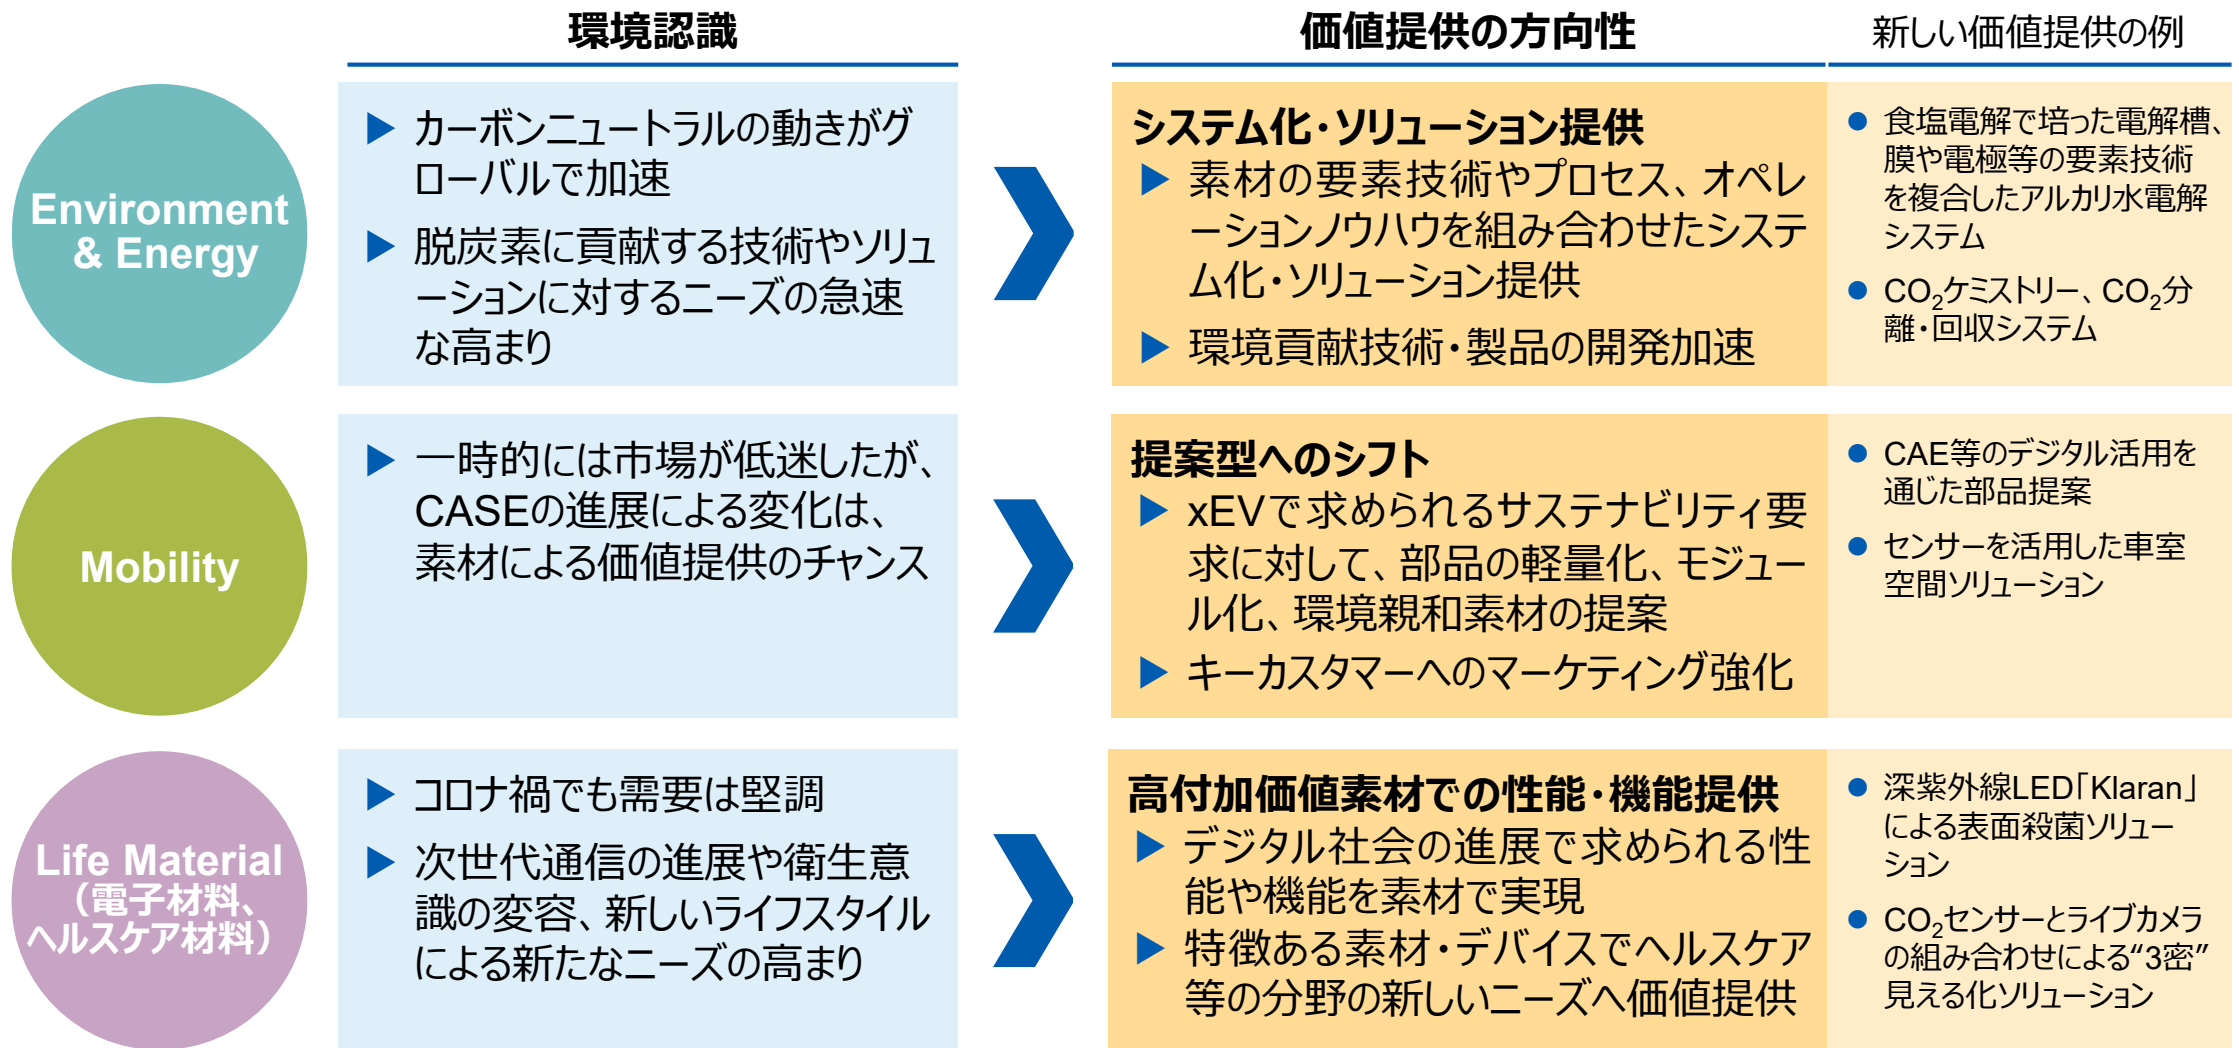 環境認識
価値提供の方向性
新しい価値提供の例
Environment
& Energy
▶ カーボンニュートラルの動きがグ
ローバルで加速
▶ 脱炭素に貢献する技術やソリュ
ーションに対するニーズの急速
な高まり
システム化・ソリューション提供
▶ 素材の要素技術やプロセス、オペレ
ーションノウハウを組み合わせたシステ
ム化・ソリューション提供
▶ 環境貢献技術・製品の開発加速
● 食塩電解で培った電解槽、
膜や電極等の要素技術
を複合したアルカリ水電解
システム
● CO₂ケミストリー、CO₂分
離・回収システム
Mobility
▶ 一時的には市場が低迷したが、
CASEの進展による変化は、
素材による価値提供のチャンス
提案型へのシフト
▶ xEVで求められるサステナビリティ要
求に対して、部品の軽量化、モジュー
ル化、環境親和素材の提案
▶ キーカスタマーへのマーケティング強化
● CAE等のデジタル活用を
通じた部品提案
● センサーを活用した車室
空間ソリューション
Life Material
（電子材料、
ヘルスケア材料）
▶ コロナ禍でも需要は堅調
▶ 次世代通信の進展や衛生意
識の変容、新しいライフスタイル
による新たなニーズの高まり
高付加価値素材での性能・機能提供
▶ デジタル社会の進展で求められる性
能や機能を素材で実現
▶ 特徴ある素材・デバイスでヘルスケア
等の分野の新しいニーズへ価値提供
● 深紫外線LED「Klaran」
による表面殺菌ソリュー
ション
● CO₂センサーとライブカメラ
の組み合わせによる“3密”
見える化ソリューション